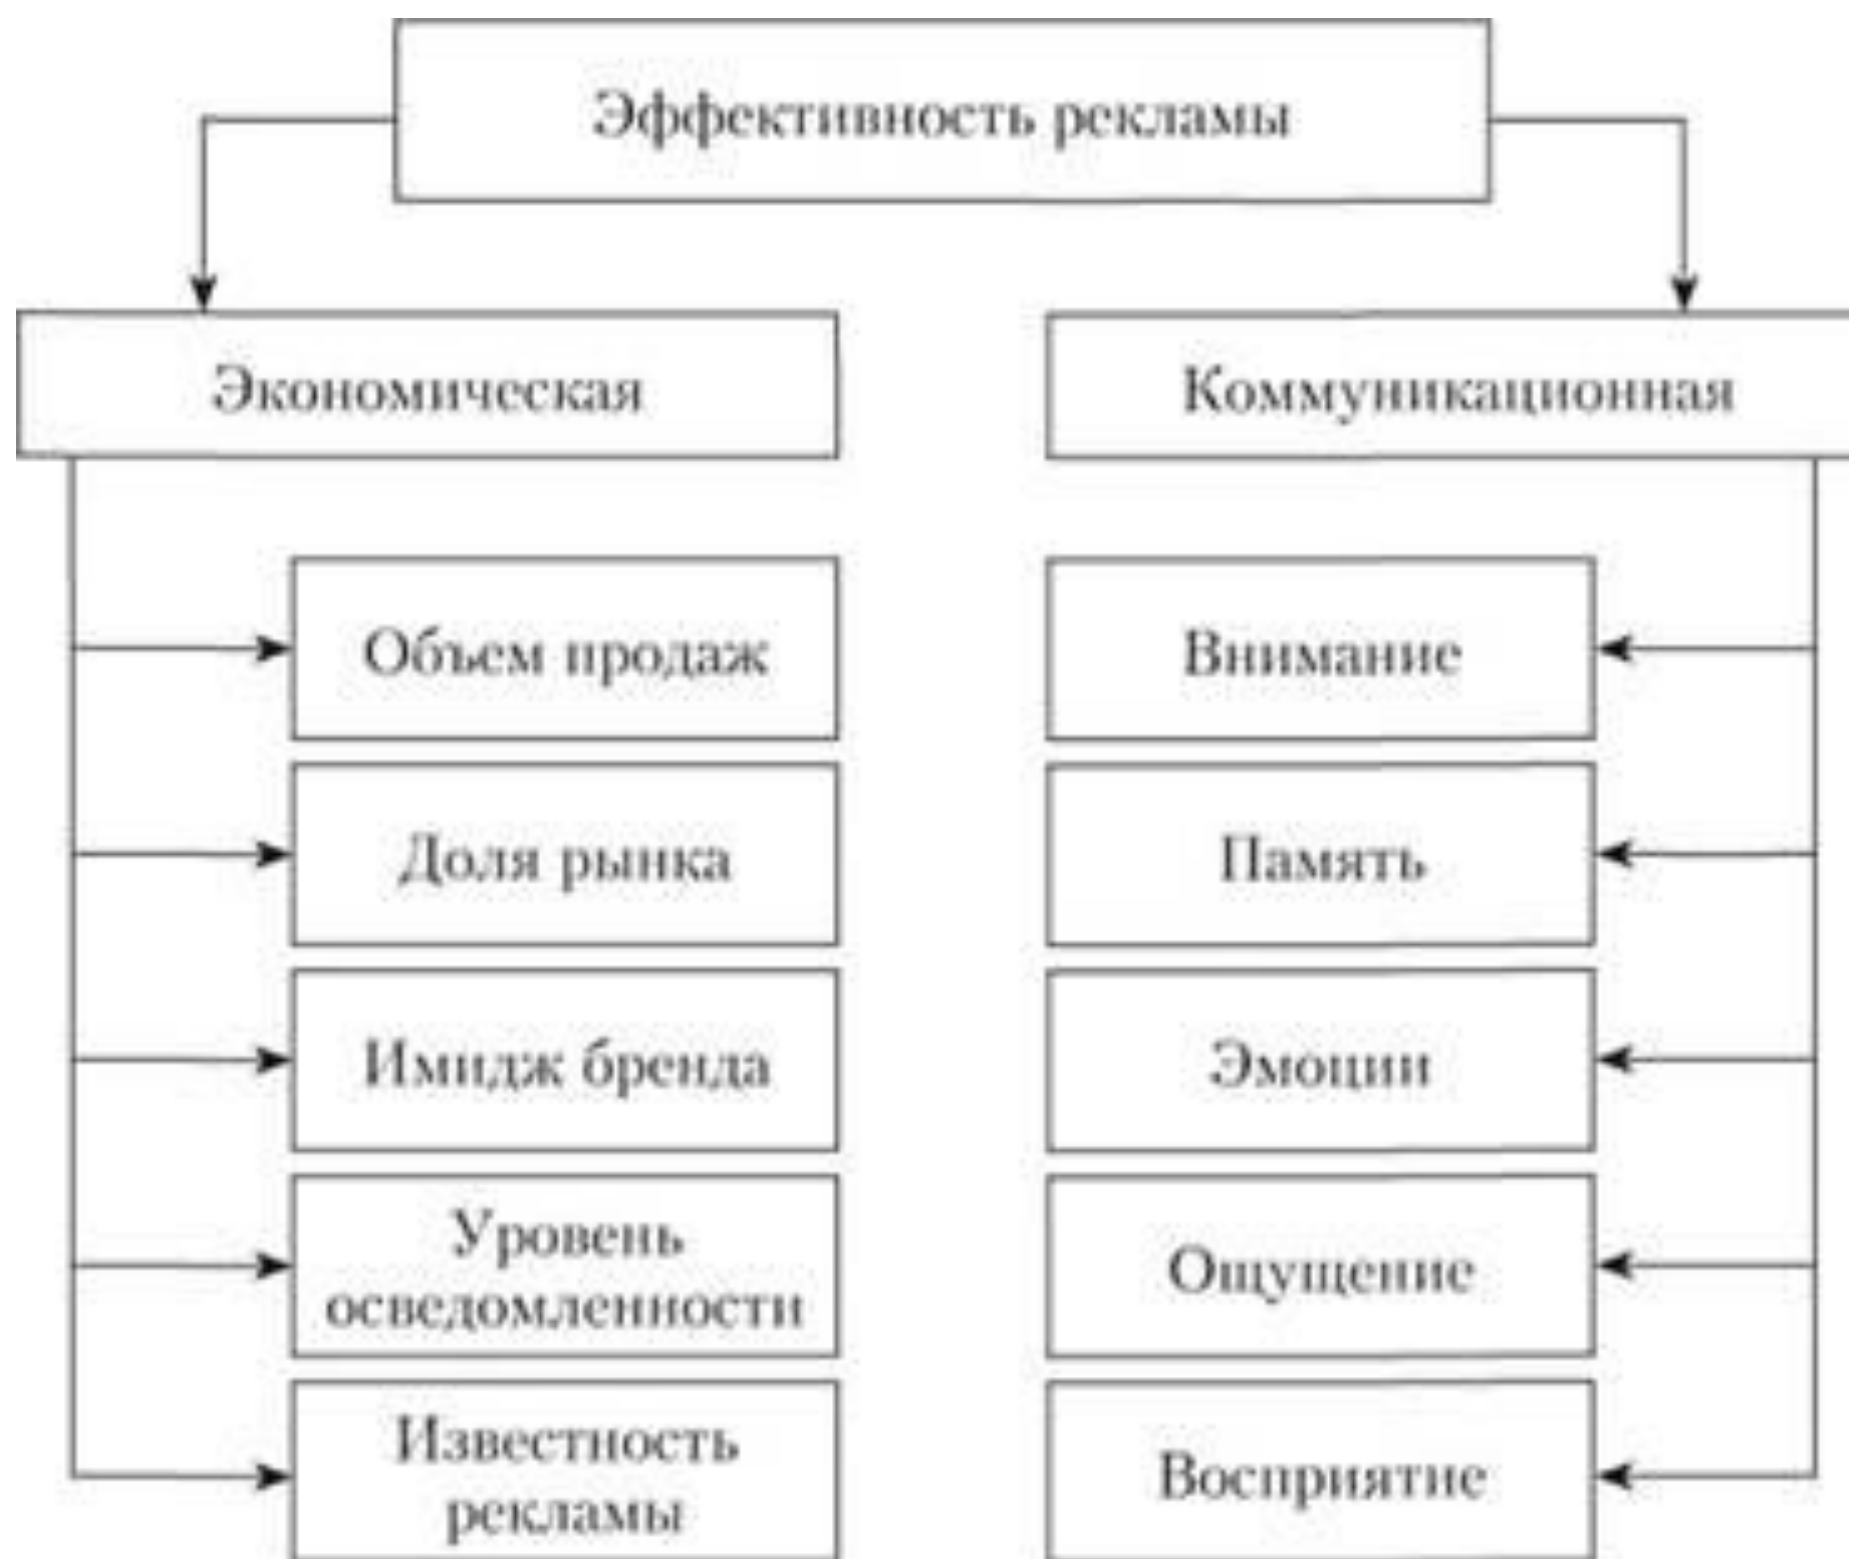 Эффективность рекламы
Экономическая
Коммуникационная
Объем продаж
Внимание
Доля рынка
Память
Имидж бренда
Эмоции
Уровень
осведомленности
Ощущение
Известность
рекламы
Восприятие